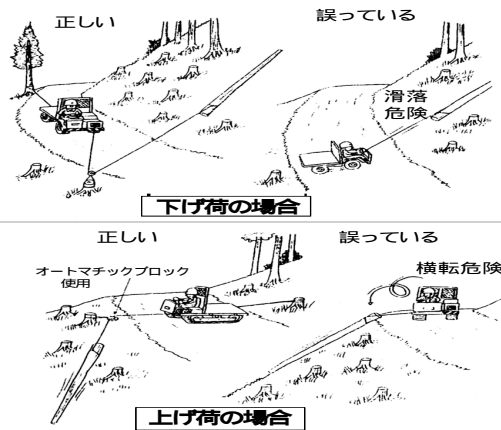 正しい
誤っている
滑落
危険
下げ荷の場合
正しい
誤っている
オートマチックブロック
使用
横転危険
上げ荷の場合